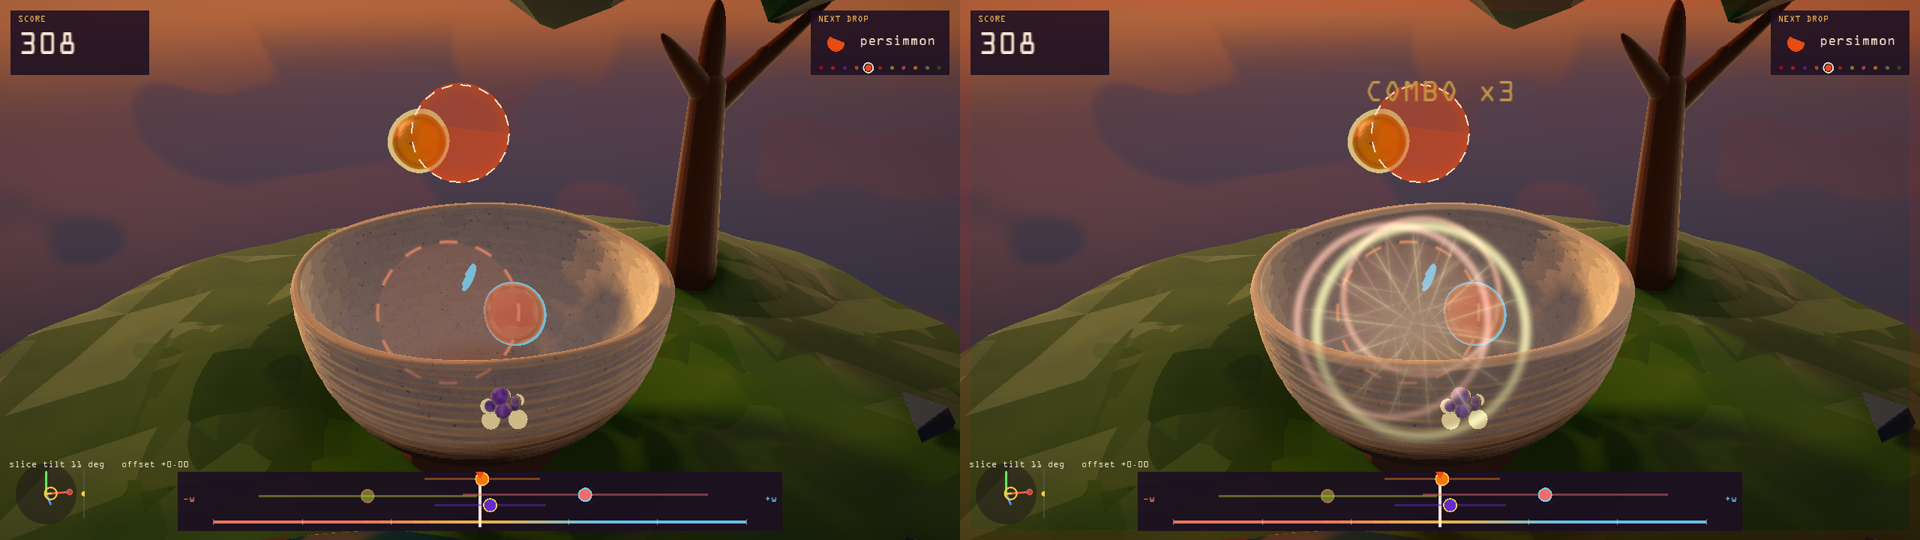 SCORE
308
NEXT DROP
persimmon
slice tilt 11 deg offset +0.00
-w
+w
SCORE
308
NEXT DROP
persimmon
COMBO x3
slice tilt 11 deg offset +0.00
-w
+w